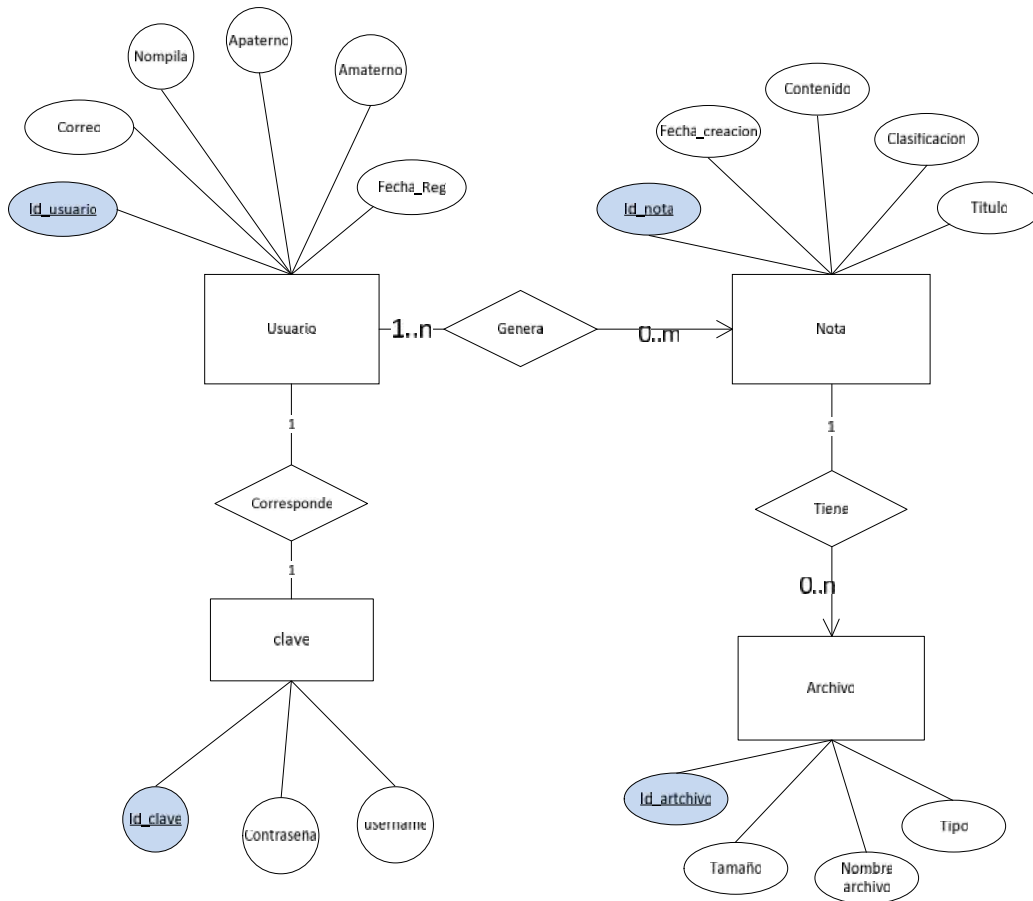 Apaterno
Nompila
Amaterno
Contenido
Correo
Fecha_creacion
Clasificacion
Fecha_Reg
Id_usuario
Id_nota
Titulo
Usuario
1..n
Genera
0..m
Nota
1
1
Corresponde
Tiene
1
0..n
clave
Archivo
Id_artchivo
Id_clave
Contraseña
username
Tipo
Tamaño
Nombre
archivo